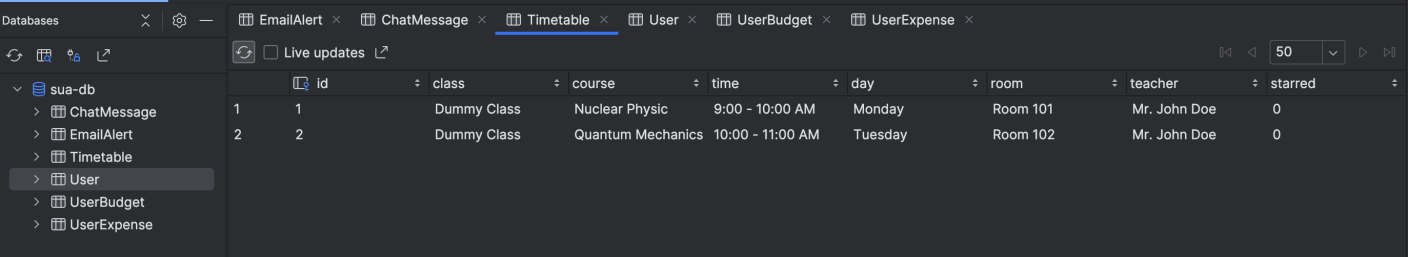 Databases
EmailAlert
ChatMessage
Timetable
User
UserBudget
UserExpense
Live updates
50
sua-db
ChatMessage
EmailAlert
Timetable
User
UserBudget
UserExpense
id class course time day room teacher starred
1 1 Dummy Class Nuclear Physic 9:00 - 10:00 AM Monday Room 101 Mr. John Doe 0
2 2 Dummy Class Quantum Mechanics 10:00 - 11:00 AM Tuesday Room 102 Mr. John Doe 0